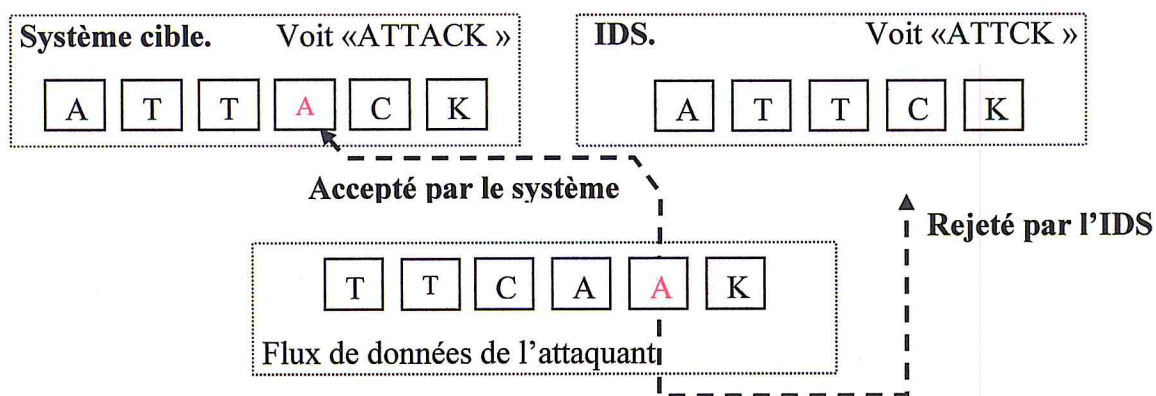 Système cible. Voit «ATTACK »
A T T A C K
IDS. Voit «ATTCK »
A T T C K
Accepté par le système
Rejeté par l’IDS
T T C A A K
Flux de données de l’attaquant